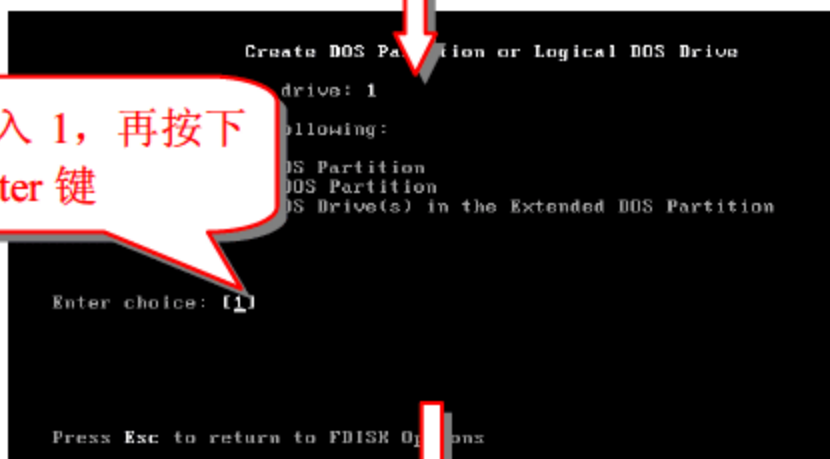 Create DOS Pa tion or Logical DOS Drive
drive: 1
入 1，再按下
ollowing:
OS Partition
ter 键
DOS Partition
OS Drive(s) in the Extended DOS Partition
Enter choice: [1]
Press Esc to return to FDISK Op ons